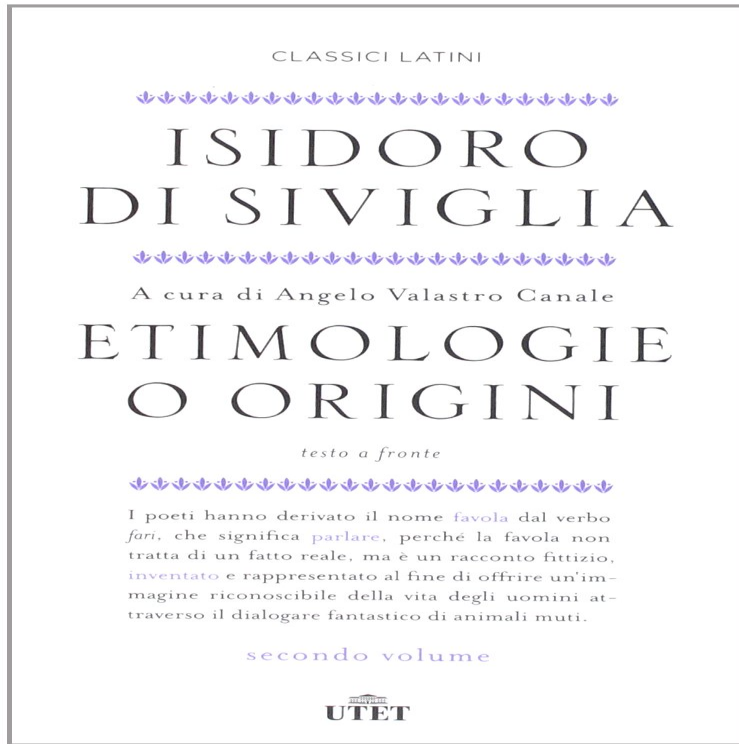 CLASSICI LATINI
ISIDORO
DI SIVIGLIA
A cura di Angelo Valastro Canale
ETIMOLOGIE
O ORIGINI
testo a fronte
I poeti hanno derivato il nome favola dal verbo
fari, che significa parlare, perché la favola non
tratta di un fatto reale, ma è un racconto fittizio,
inventato e rappresentato al fine di offrire un'im-
magine riconoscibile della vita degli uomini at-
traverso il dialogare fantastico di animali muti.
secondo volume
UTET